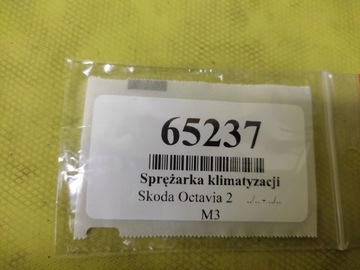 65237
Sprężarka klimatyzacji
Skoda Octavia 2 ../.. - ../..
M3